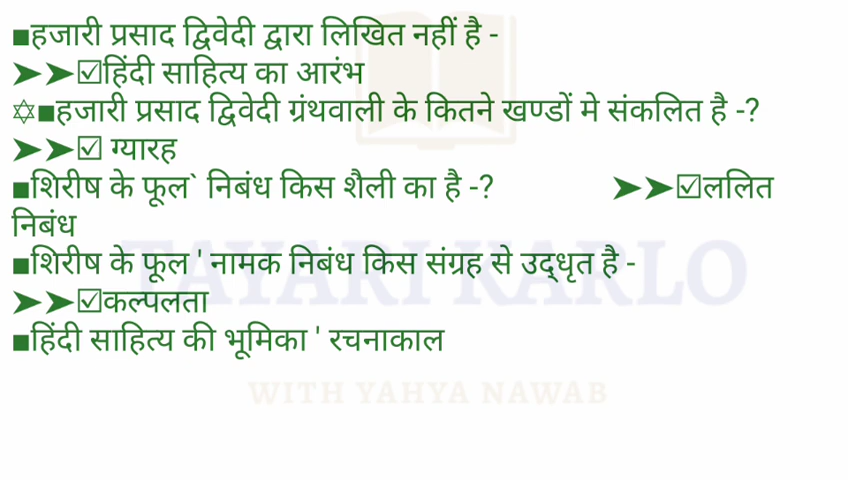 ■हजारी प्रसाद द्विवेदी द्वारा लिखित नहीं है -
➤➤☑हिंदी साहित्य का आरंभ
✡■हजारी प्रसाद द्विवेदी ग्रंथवाली के कितने खण्डों मे संकलित है -?
➤➤☑ ग्यारह
■शिरीष के फूल` निबंध किस शैली का है -? ➤➤☑ललित
निबंध
■शिरीष के फूल ' नामक निबंध किस संग्रह से उद्धृत है -
➤➤☑कल्पलता
■हिंदी साहित्य की भूमिका ' रचनाकाल
TAYARI KARLO
WITH YAHYA NAWAB